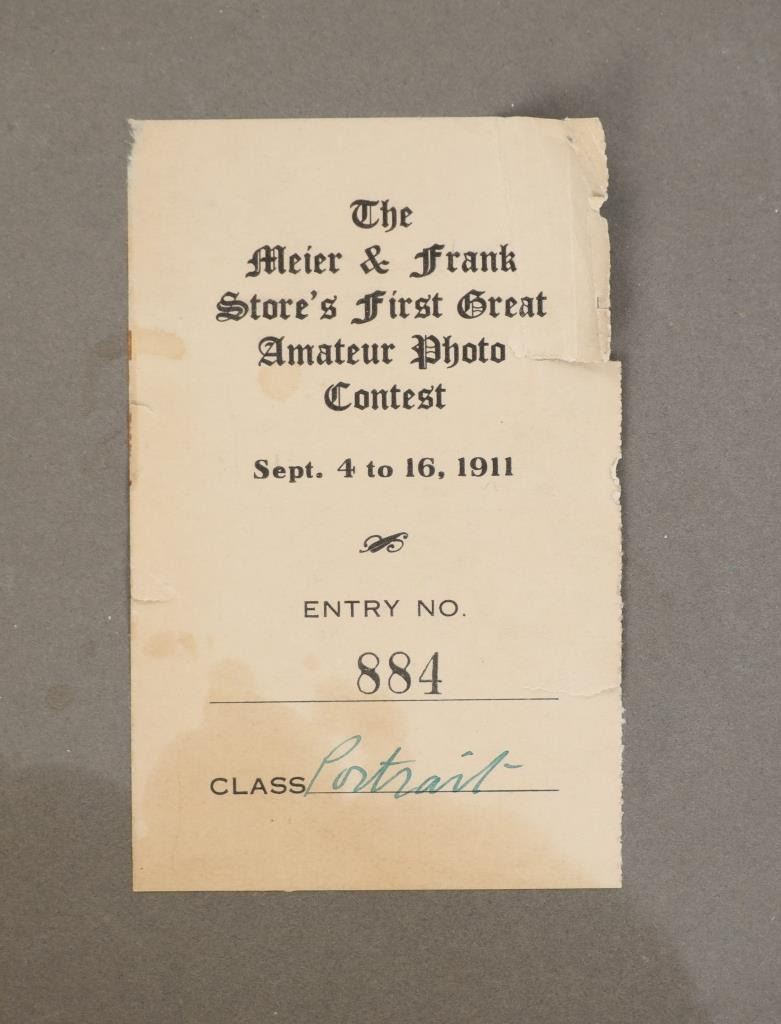 The
Meier & Frank
Store's First Great
Amateur Photo
Contest
Sept. 4 to 16, 1911
ENTRY NO.
884
CLASS Portrait